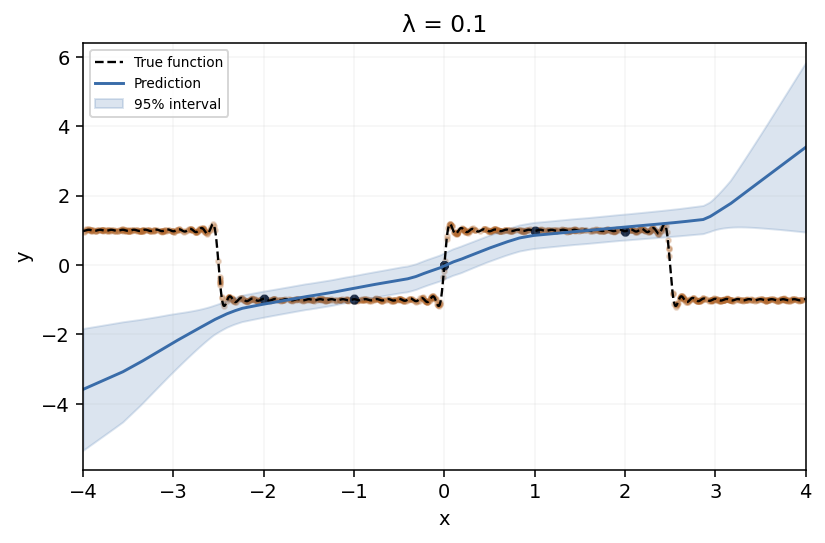 λ = 0.1
True function
Prediction
95% interval
6
4
2
0
−2
−4
y
−4 −3 −2 −1 0 1 2 3 4
x